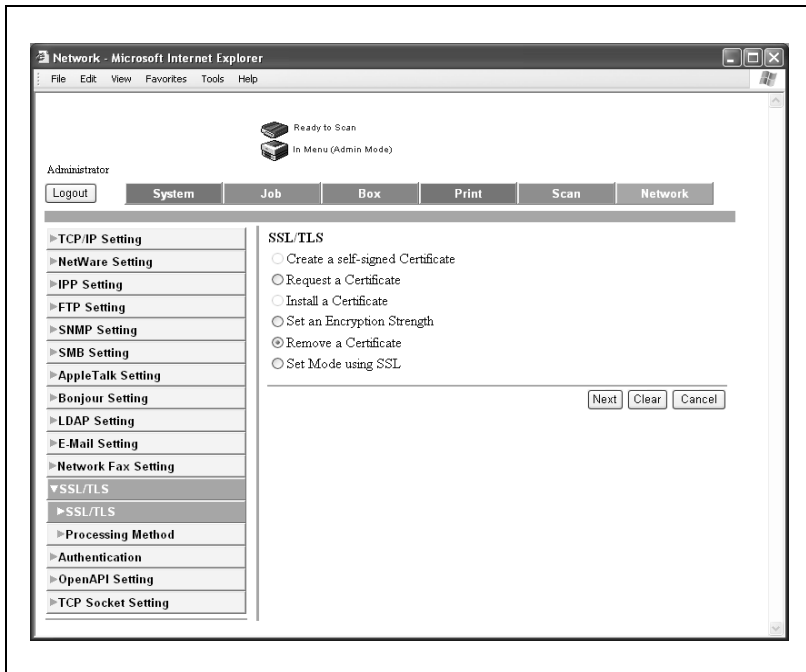 Network - Microsoft Internet Explorer
File Edit View Favorites Tools Help
Ready to Scan
In Menu (Admin Mode)
Administrator
Logout System Job Box Print Scan Network
TCP/IP Setting
NetWare Setting
IPP Setting
FTP Setting
SNMP Setting
SMB Setting
AppleTalk Setting
Bonjour Setting
LDAP Setting
E-Mail Setting
Network Fax Setting
SSL/TLS
SSL/TLS
Processing Method
Authentication
OpenAPI Setting
TCP Socket Setting
SSL/TLS
Create a self-signed Certificate
Request a Certificate
Install a Certificate
Set an Encryption Strength
Remove a Certificate
Set Mode using SSL
Next Clear Cancel